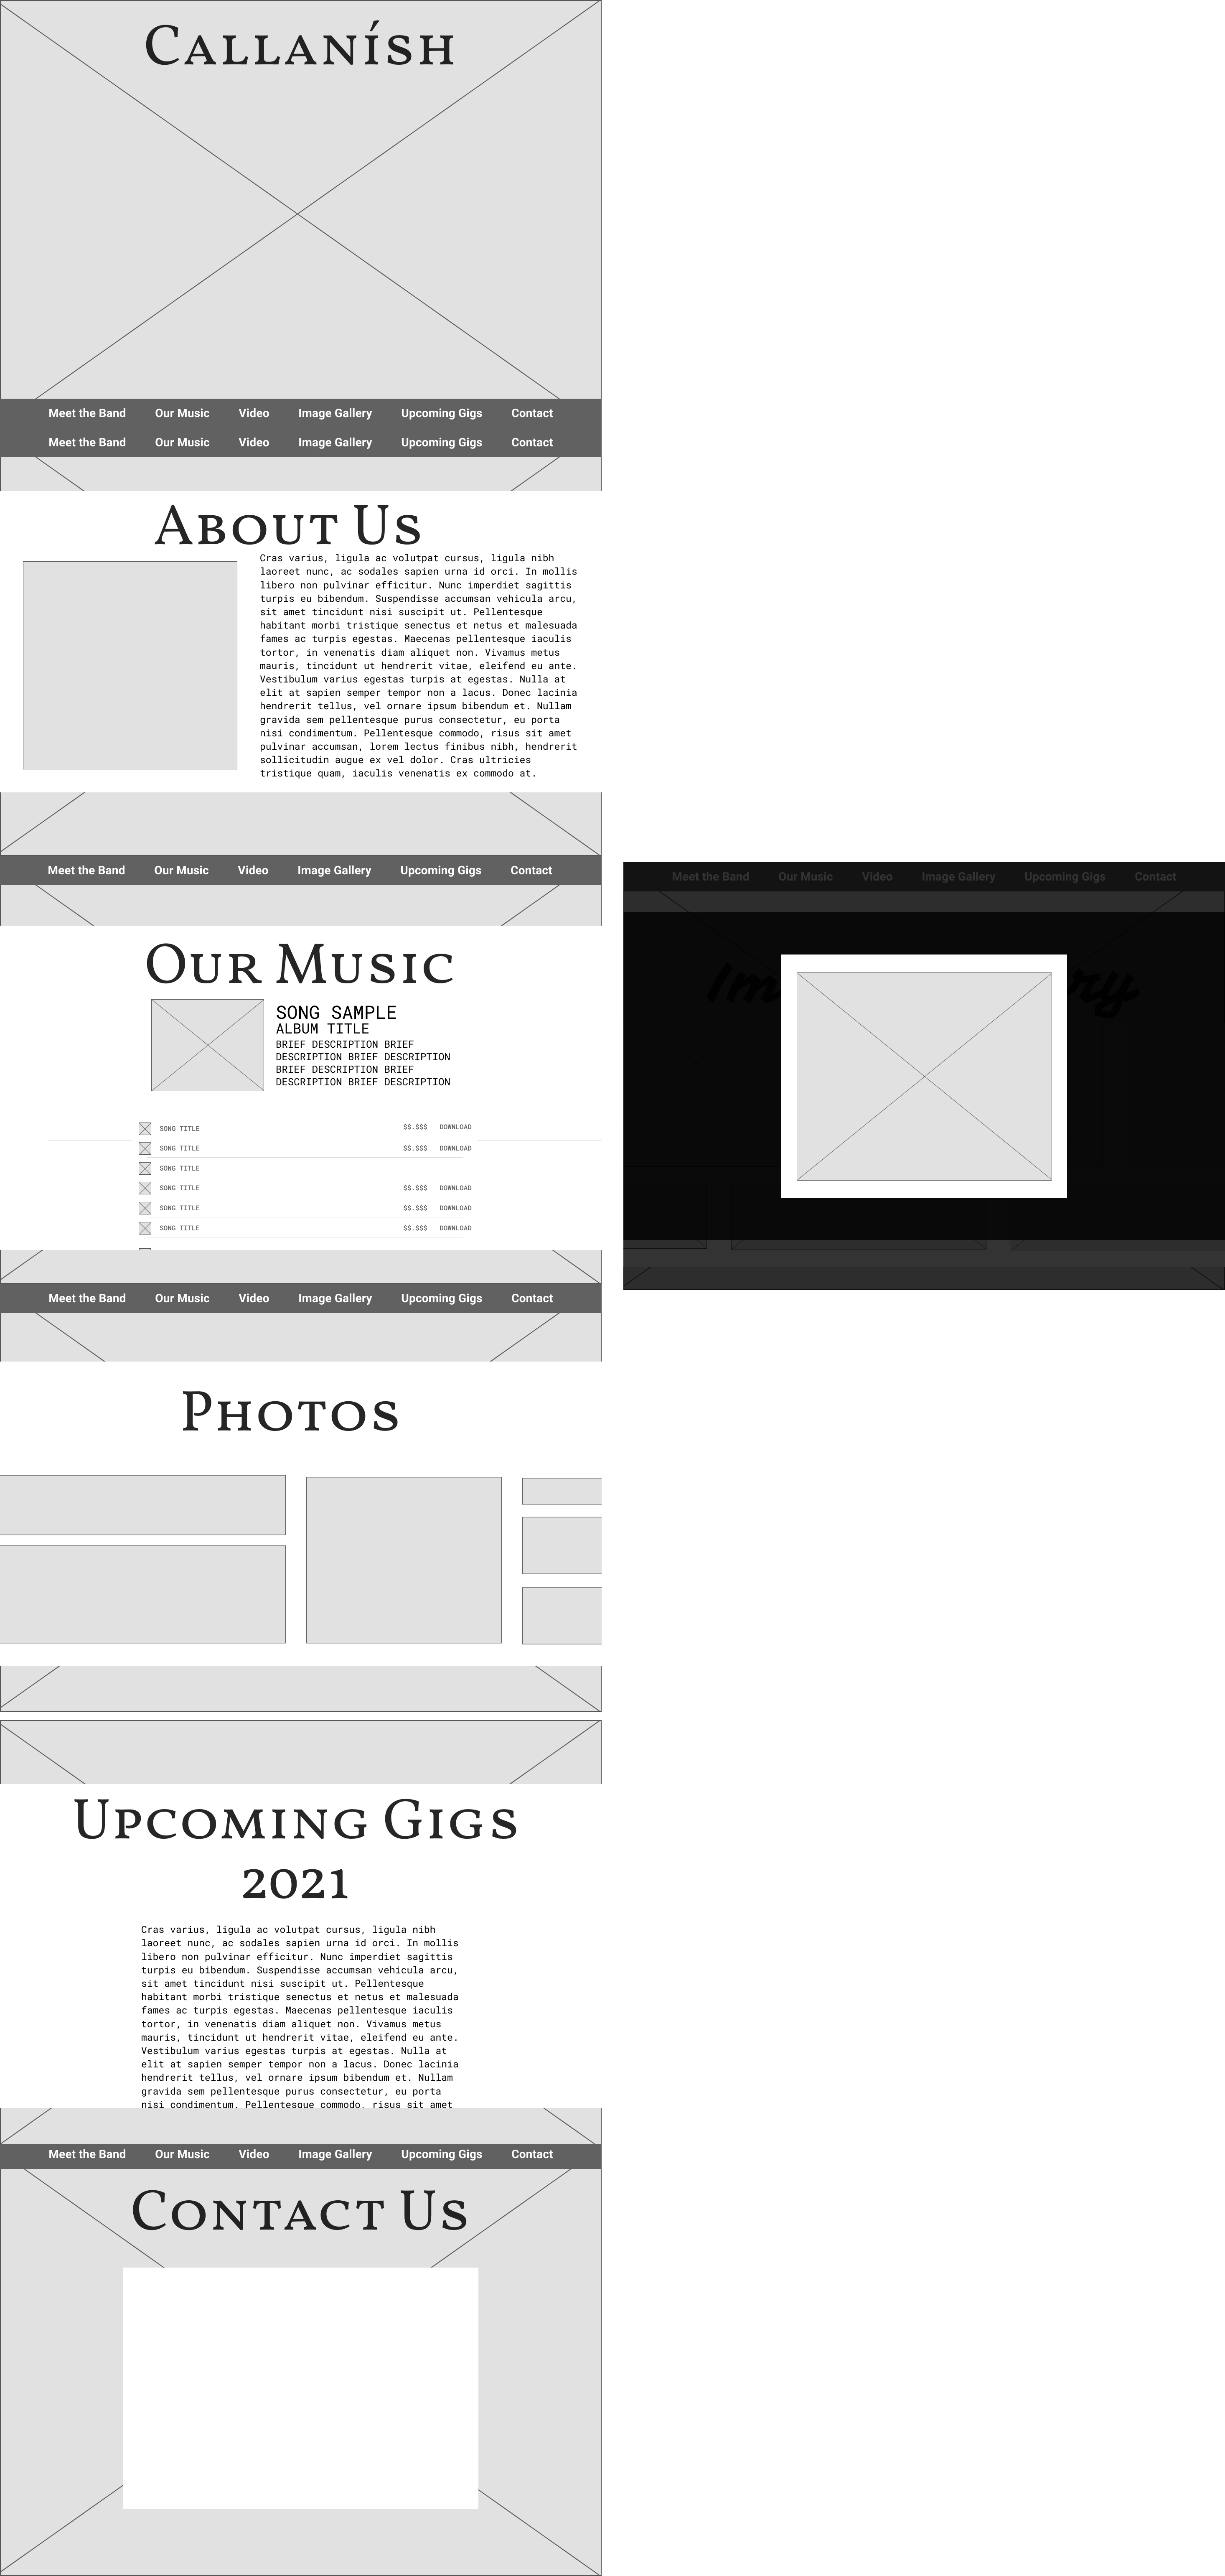 Callanísh
Meet the Band Our Music Video Image Gallery Upcoming Gigs Contact
Meet the Band Our Music Video Image Gallery Upcoming Gigs Contact
About Us
Cras varius, ligula ac volutpat cursus, ligula nibh
laoreet nunc, ac sodales sapien urna id orci. In mollis
libero non pulvinar efficitur. Nunc imperdiet sagittis
turpis eu bibendum. Suspendisse accumsan vehicula arcu,
sit amet tincidunt nisi suscipit ut. Pellentesque
habitant morbi tristique senectus et netus et malesuada
fames ac turpis egestas. Maecenas pellentesque iaculis
tortor, in venenatis diam aliquet non. Vivamus metus
mauris, tincidunt ut hendrerit vitae, eleifend eu ante.
Vestibulum varius egestas turpis at egestas. Nulla at
elit at sapien semper tempor non a lacus. Donec lacinia
hendrerit tellus, vel ornare ipsum bibendum et. Nullam
gravida sem pellentesque purus consectetur, eu porta
nisi condimentum. Pellentesque commodo, risus sit amet
pulvinar accumsan, lorem lectus finibus nibh, hendrerit
sollicitudin augue ex vel dolor. Cras ultricies
tristique quam, iaculis venenatis ex commodo at.
Meet the Band Our Music Video Image Gallery Upcoming Gigs Contact
Our Music
SONG SAMPLE
ALBUM TITLE
BRIEF DESCRIPTION BRIEF
DESCRIPTION BRIEF DESCRIPTION
BRIEF DESCRIPTION BRIEF
DESCRIPTION BRIEF DESCRIPTION
SONG TITLE $$.$$$ DOWNLOAD
SONG TITLE $$.$$$ DOWNLOAD
SONG TITLE
SONG TITLE $$.$$$ DOWNLOAD
SONG TITLE $$.$$$ DOWNLOAD
SONG TITLE $$.$$$ DOWNLOAD
Meet the Band Our Music Video Image Gallery Upcoming Gigs Contact
Photos
Upcoming Gigs
2021
Cras varius, ligula ac volutpat cursus, ligula nibh
laoreet nunc, ac sodales sapien urna id orci. In mollis
libero non pulvinar efficitur. Nunc imperdiet sagittis
turpis eu bibendum. Suspendisse accumsan vehicula arcu,
sit amet tincidunt nisi suscipit ut. Pellentesque
habitant morbi tristique senectus et netus et malesuada
fames ac turpis egestas. Maecenas pellentesque iaculis
tortor, in venenatis diam aliquet non. Vivamus metus
mauris, tincidunt ut hendrerit vitae, eleifend eu ante.
Vestibulum varius egestas turpis at egestas. Nulla at
elit at sapien semper tempor non a lacus. Donec lacinia
hendrerit tellus, vel ornare ipsum bibendum et. Nullam
gravida sem pellentesque purus consectetur, eu porta
nisi condimentum. Pellentesque commodo, risus sit amet
Meet the Band Our Music Video Image Gallery Upcoming Gigs Contact
Contact Us
Meet the Band Our Music Video Image Gallery Upcoming Gigs Contact